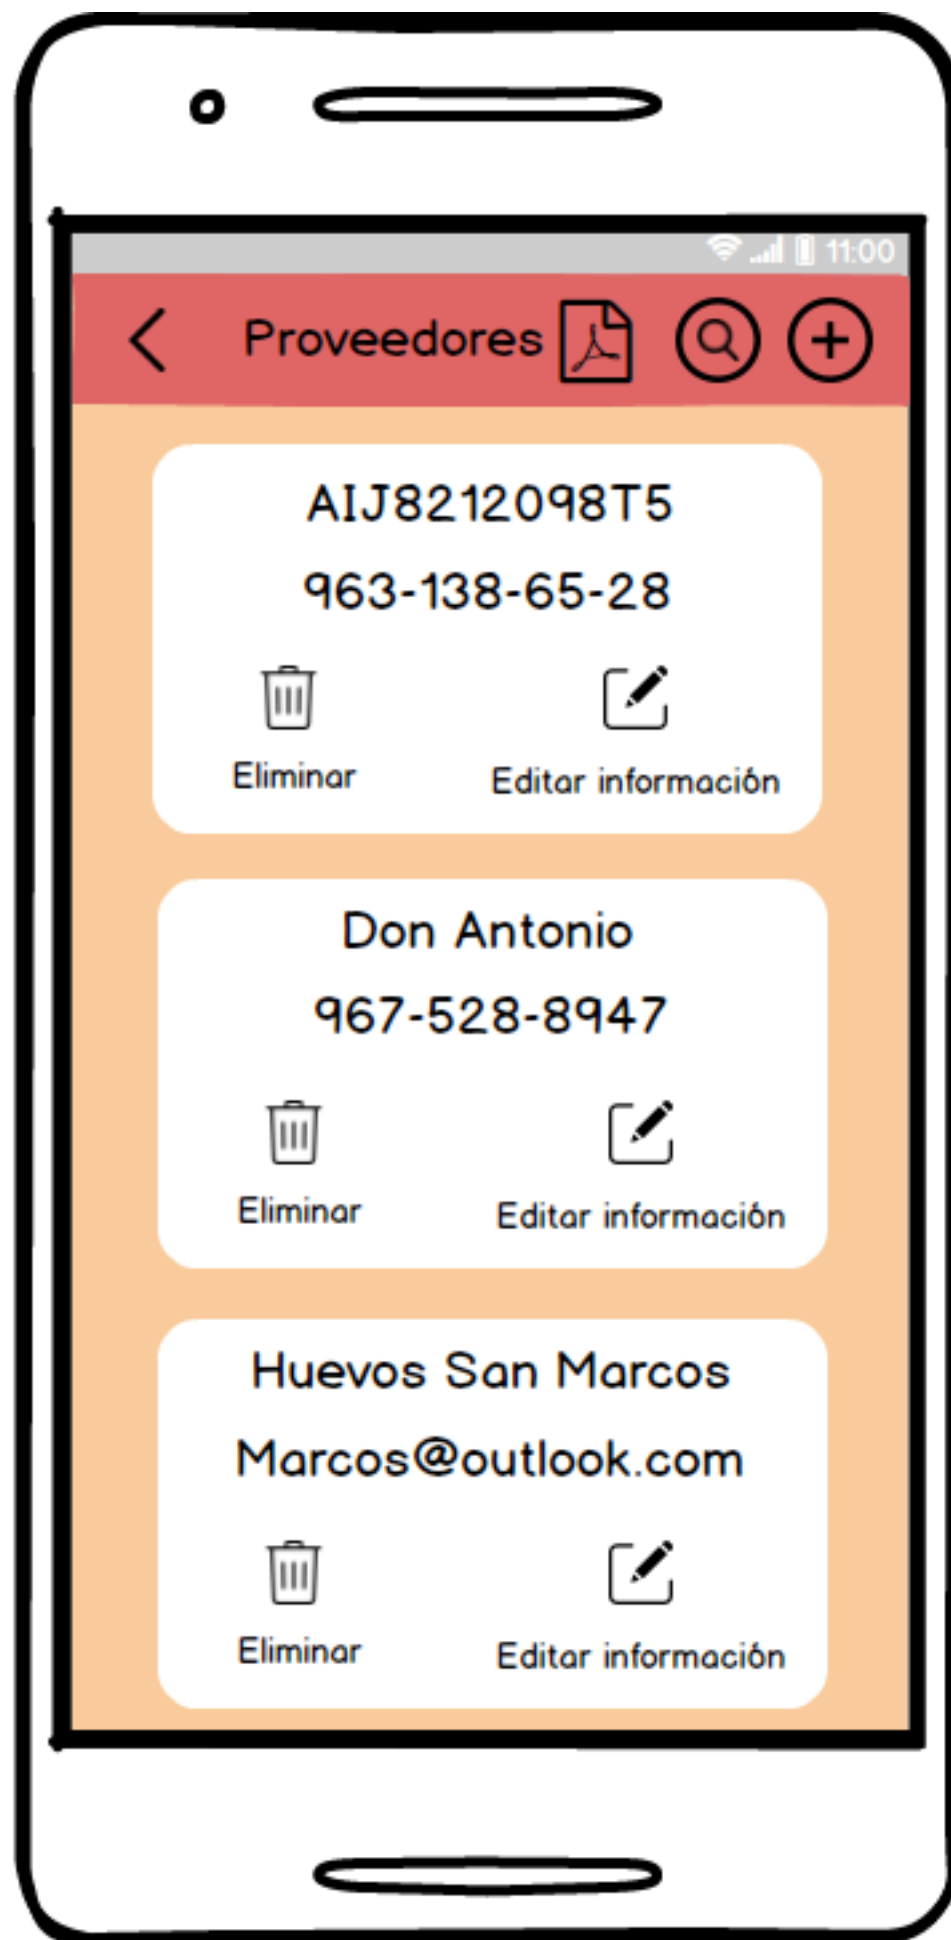 11:00
Proveedores
AIJ8212098T5
963-138-65-28
Eliminar
Editar información
Don Antonio
967-528-8947
Eliminar
Editar información
Huevos San Marcos
Marcos@outlook.com
Eliminar
Editar información